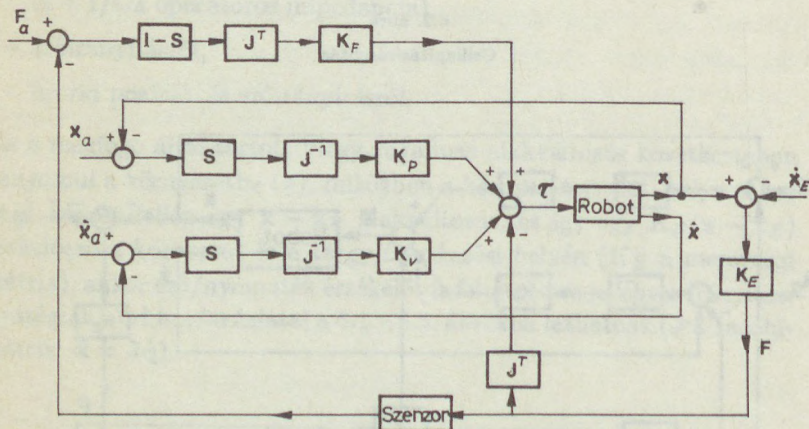 F_a + I-S J^T K_F
-
x_a + - S J^-1 K_P + + + τ Robot x + + ẋ_E
ẋ
ẋ_a + - S J^-1 K_V + +
K_E
J^T F
Szenzor